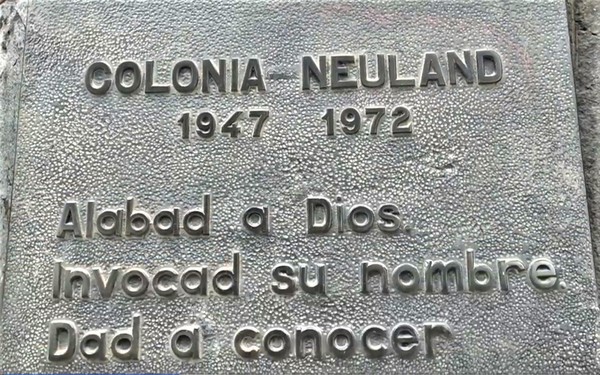 COLONIA NEULAND
1947 1972
Alabad a Dios.
Invocad su nombre.
Dad a conocer